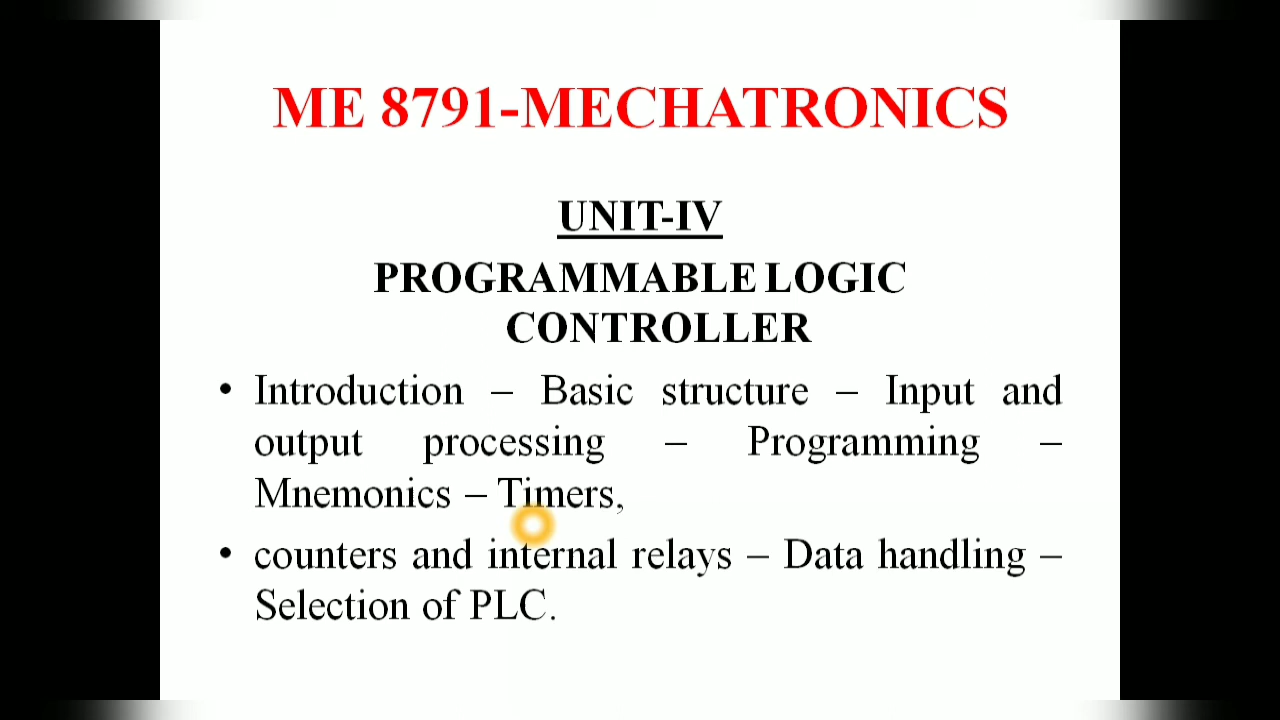 ME 8791-MECHATRONICS
UNIT-IV
PROGRAMMABLE LOGIC
CONTROLLER
• Introduction – Basic structure – Input and
output processing – Programming –
Mnemonics – Timers,
• counters and internal relays – Data handling –
Selection of PLC.